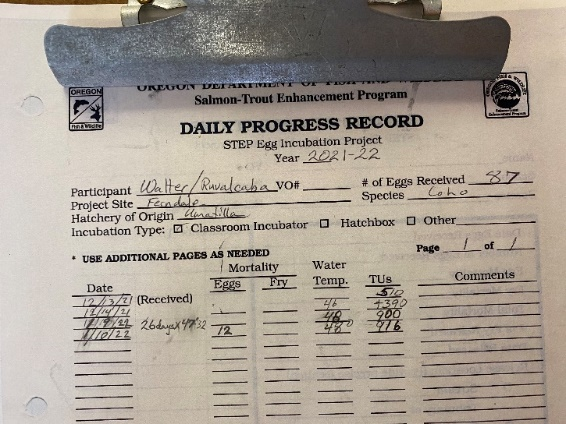 OREGON DEPARTMENT OF FISH AND WILDLIFE
Salmon-Trout Enhancement Program
OREGON
Fish & Wildlife
DAILY PROGRESS RECORD
STEP Egg Incubation Project
Year 2021-22
Participant Walter/Ruvalcaba VO# # of Eggs Received 87
Project Site Ferndale Species Coho
Hatchery of Origin Umatilla
Incubation Type: ☑ Classroom Incubator ☐ Hatchbox ☐ Other
* USE ADDITIONAL PAGES AS NEEDED Page 1 of 1
Mortality Water
Date Eggs Fry Temp. TUs Comments
12/13/21 (Received) 510
12/14/21 46 +390
26days x 47° 48 900
1/10/22 12 48° 916